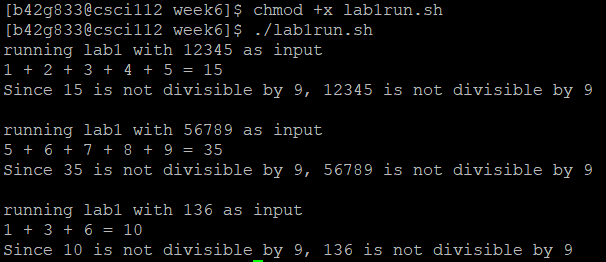 [b42g833@csci112 week6]$ chmod +x lab1run.sh
[b42g833@csci112 week6]$ ./lab1run.sh
running lab1 with 12345 as input
1 + 2 + 3 + 4 + 5 = 15
Since 15 is not divisible by 9, 12345 is not divisible by 9
running lab1 with 56789 as input
5 + 6 + 7 + 8 + 9 = 35
Since 35 is not divisible by 9, 56789 is not divisible by 9
running lab1 with 136 as input
1 + 3 + 6 = 10
Since 10 is not divisible by 9, 136 is not divisible by 9